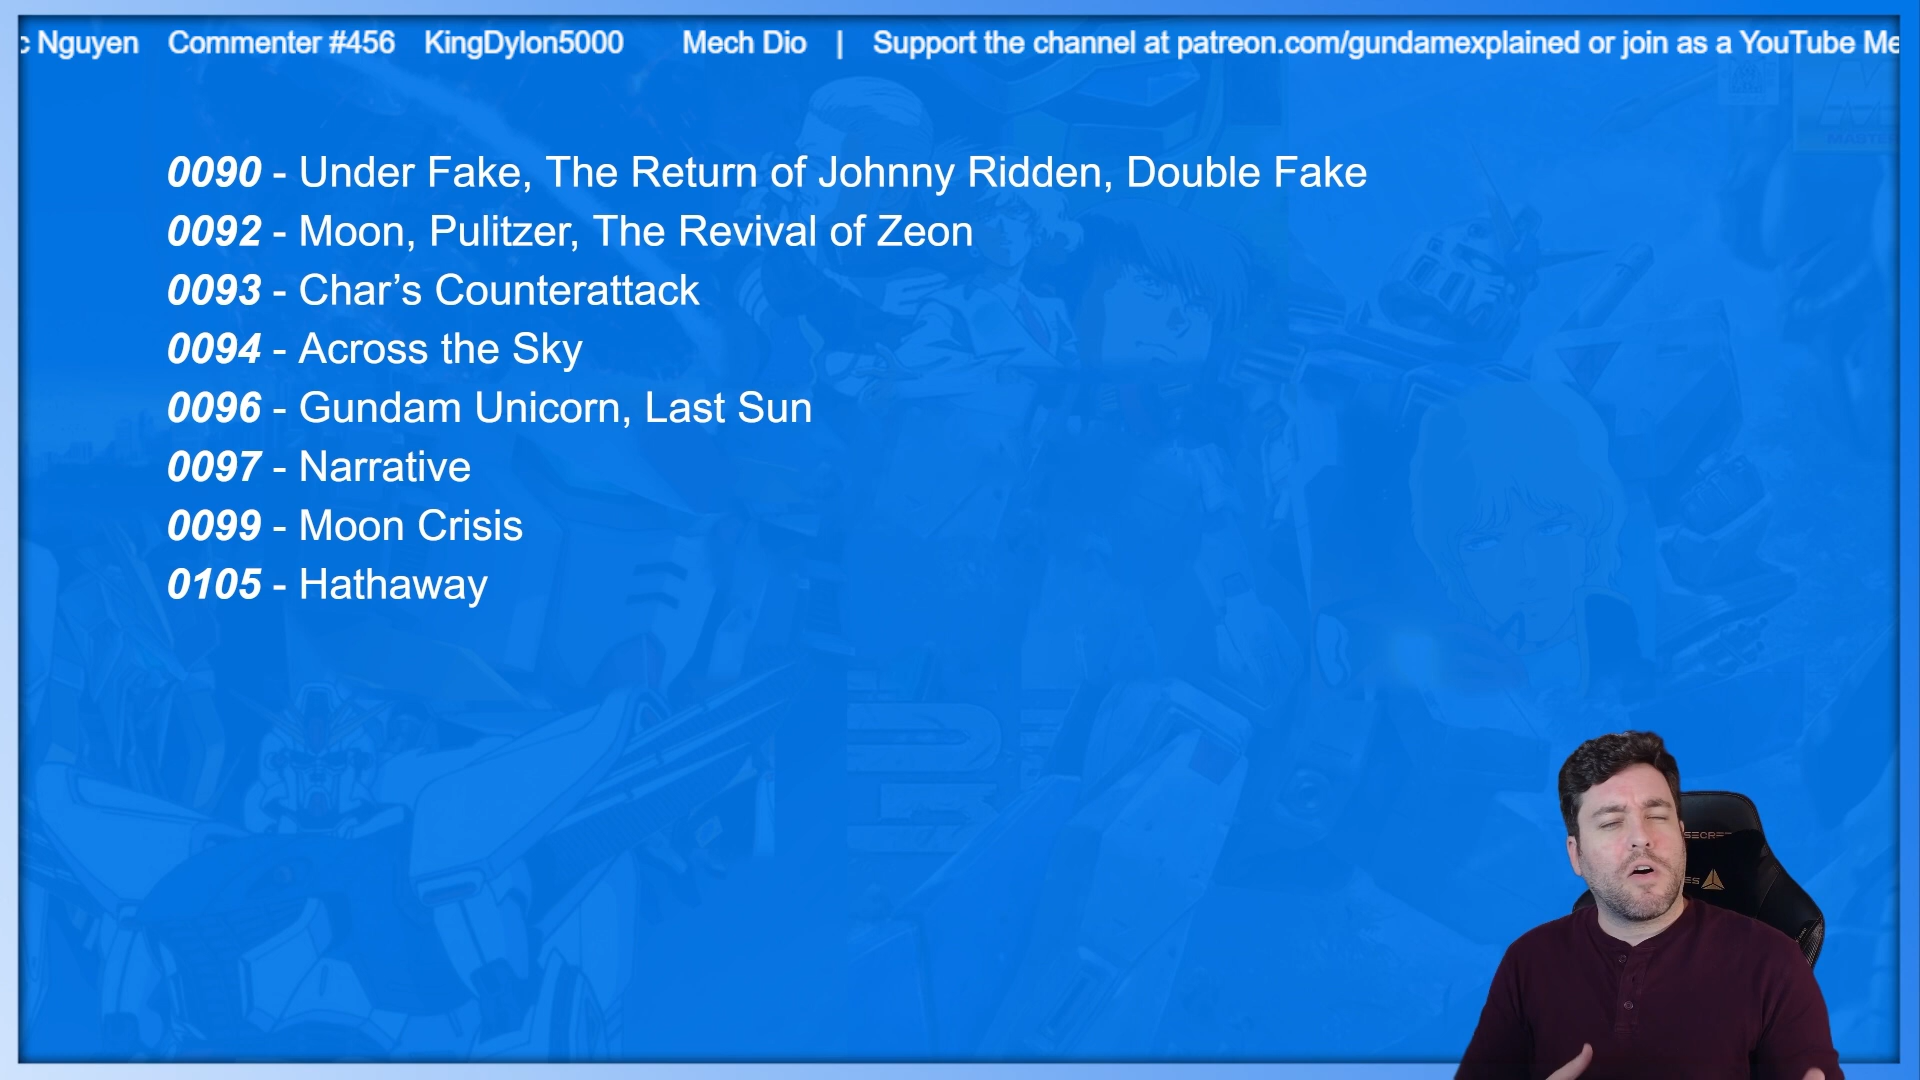 Nguyen Commenter #456 KingDylon5000 Mech Dio | Support the channel at patreon.com/gundamexplained or join as a YouTube Me
0090 - Under Fake, The Return of Johnny Ridden, Double Fake
0092 - Moon, Pulitzer, The Revival of Zeon
0093 - Char’s Counterattack
0094 - Across the Sky
0096 - Gundam Unicorn, Last Sun
0097 - Narrative
0099 - Moon Crisis
0105 - Hathaway
MASTER
SECRET